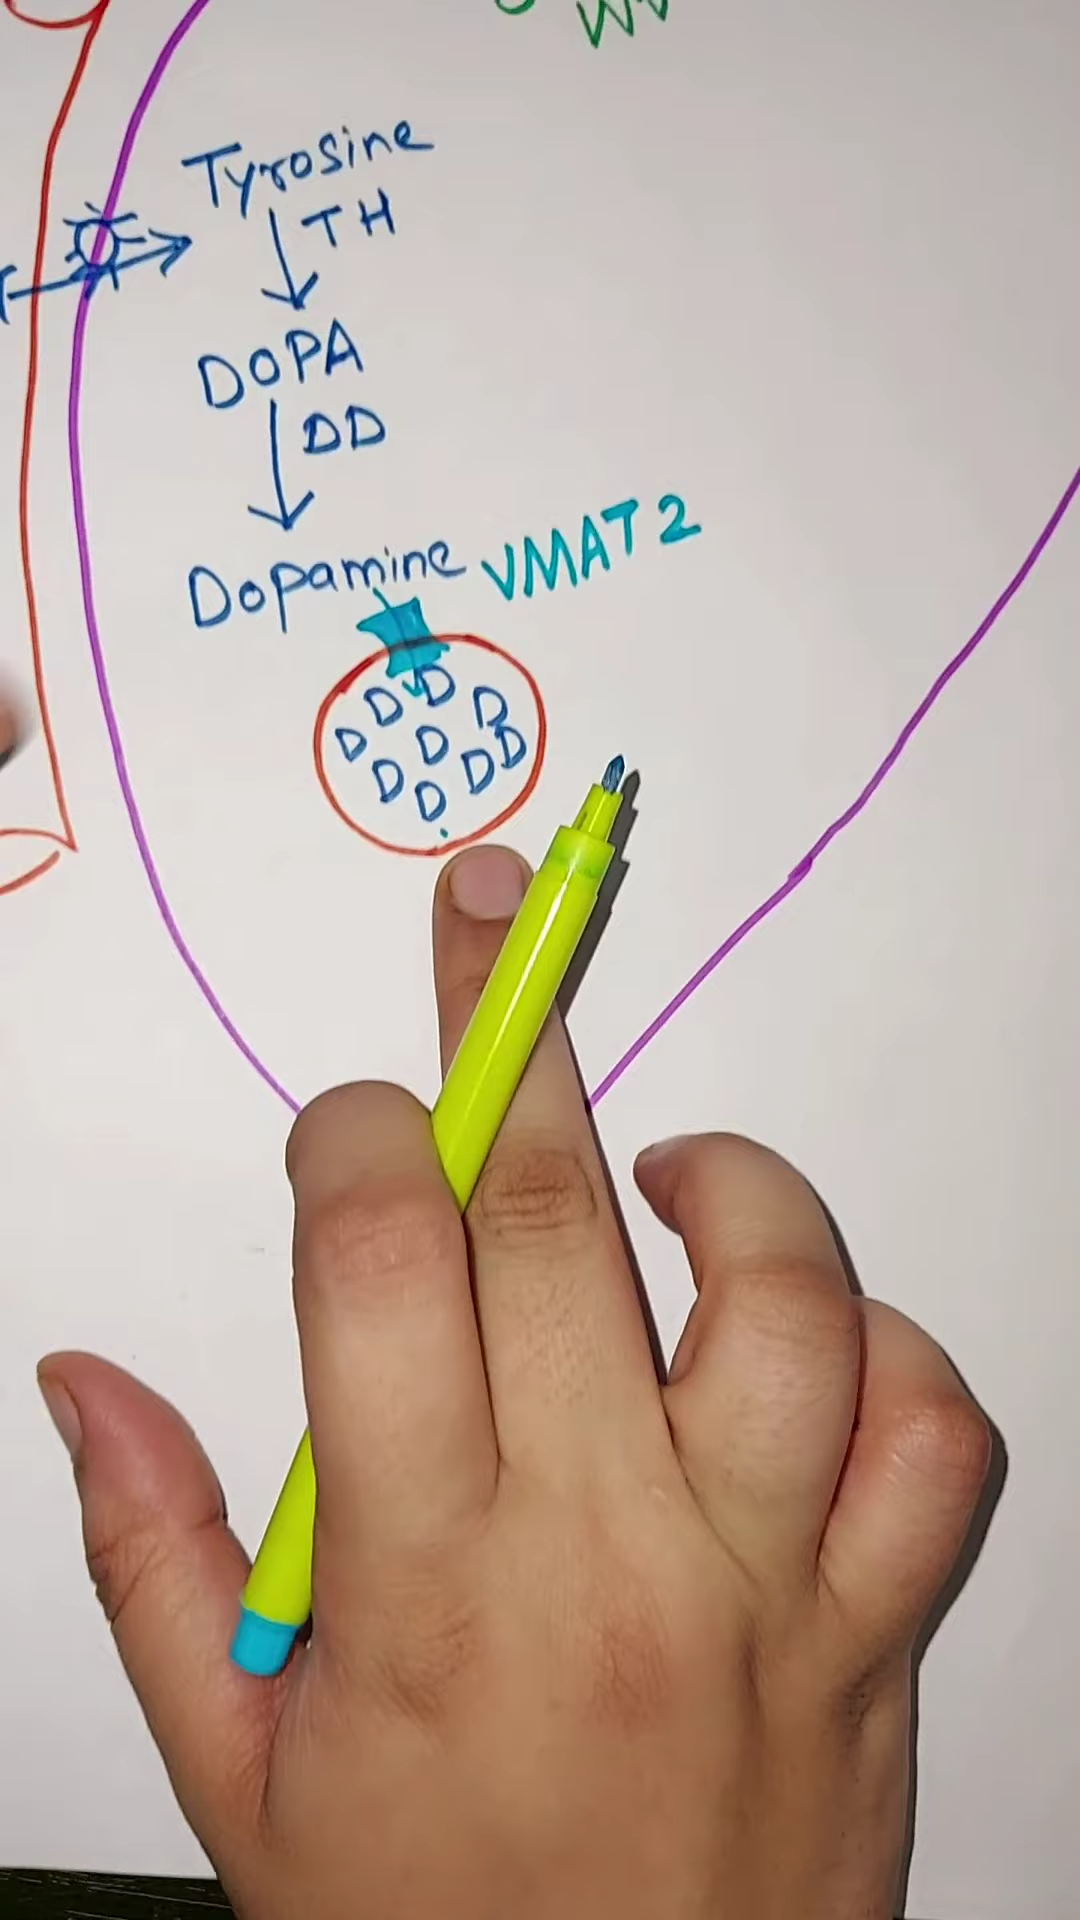 Tyrosine
TH
DOPA
DD
Dopamine VMAT2
D D D
D D D D
D D